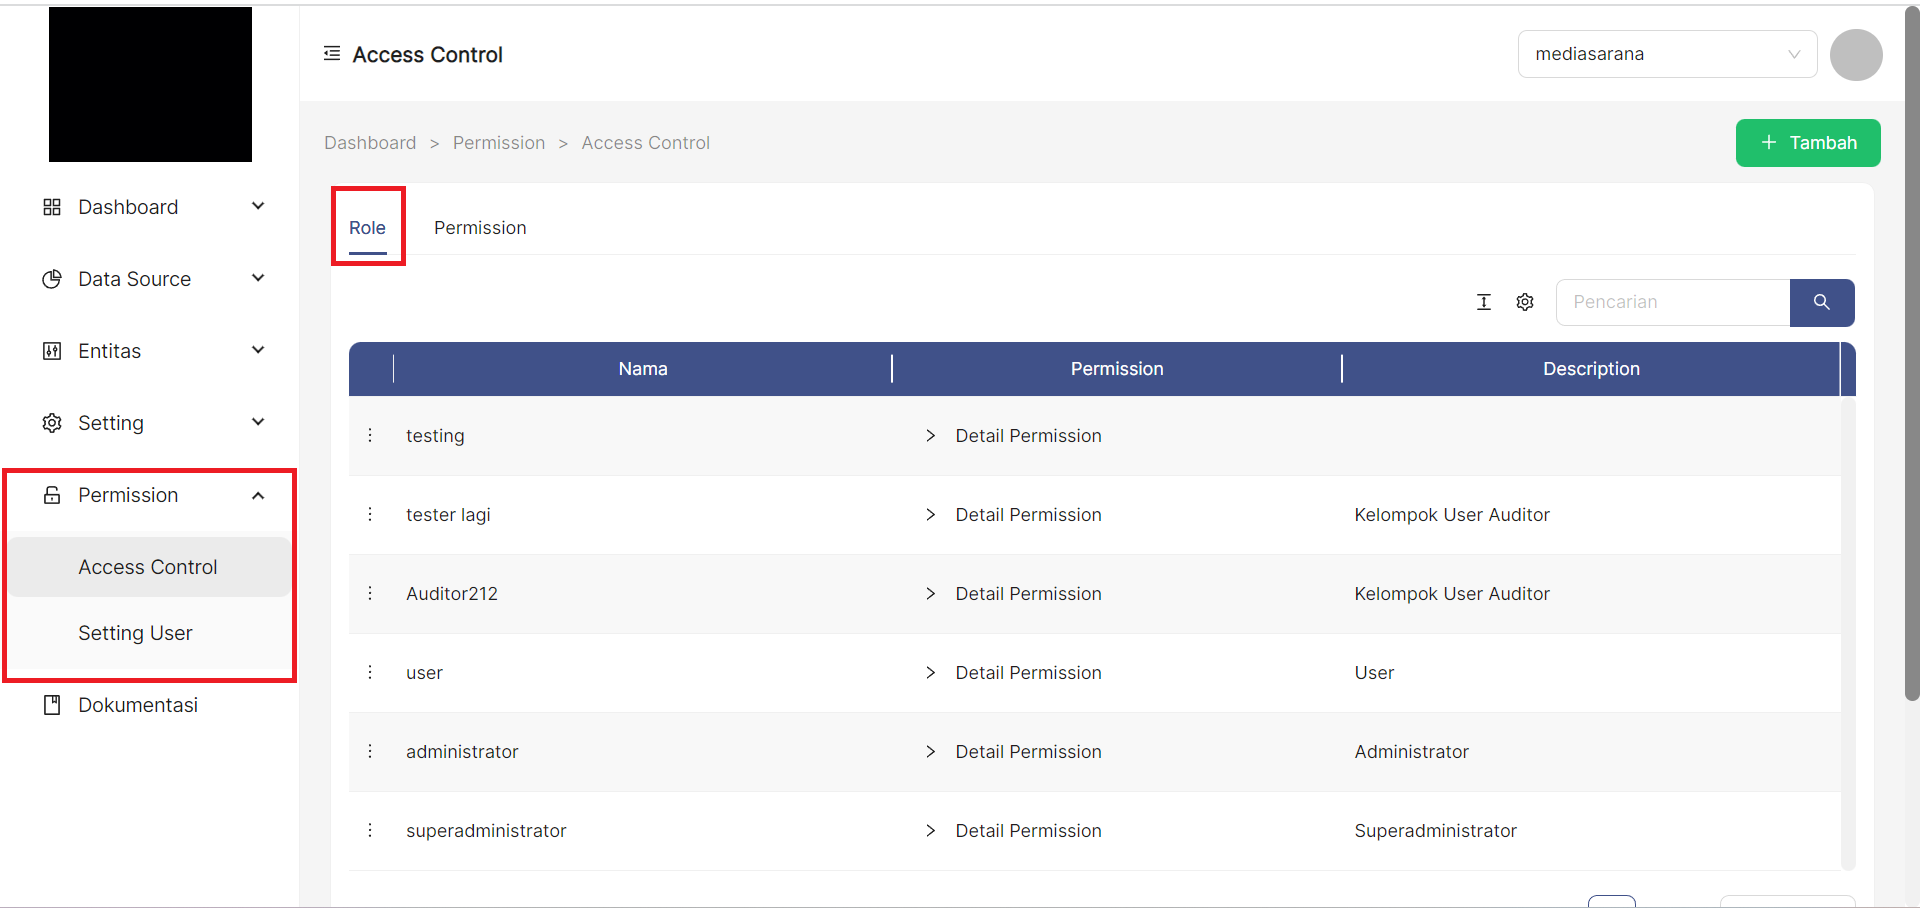 Access Control
mediasarana
Dashboard > Permission > Access Control
+ Tambah
Dashboard
Data Source
Entitas
Setting
Permission
Access Control
Setting User
Dokumentasi
Role Permission
Pencarian
Nama Permission Description
testing > Detail Permission
tester lagi > Detail Permission Kelompok User Auditor
Auditor212 > Detail Permission Kelompok User Auditor
user > Detail Permission User
administrator > Detail Permission Administrator
superadministrator > Detail Permission Superadministrator